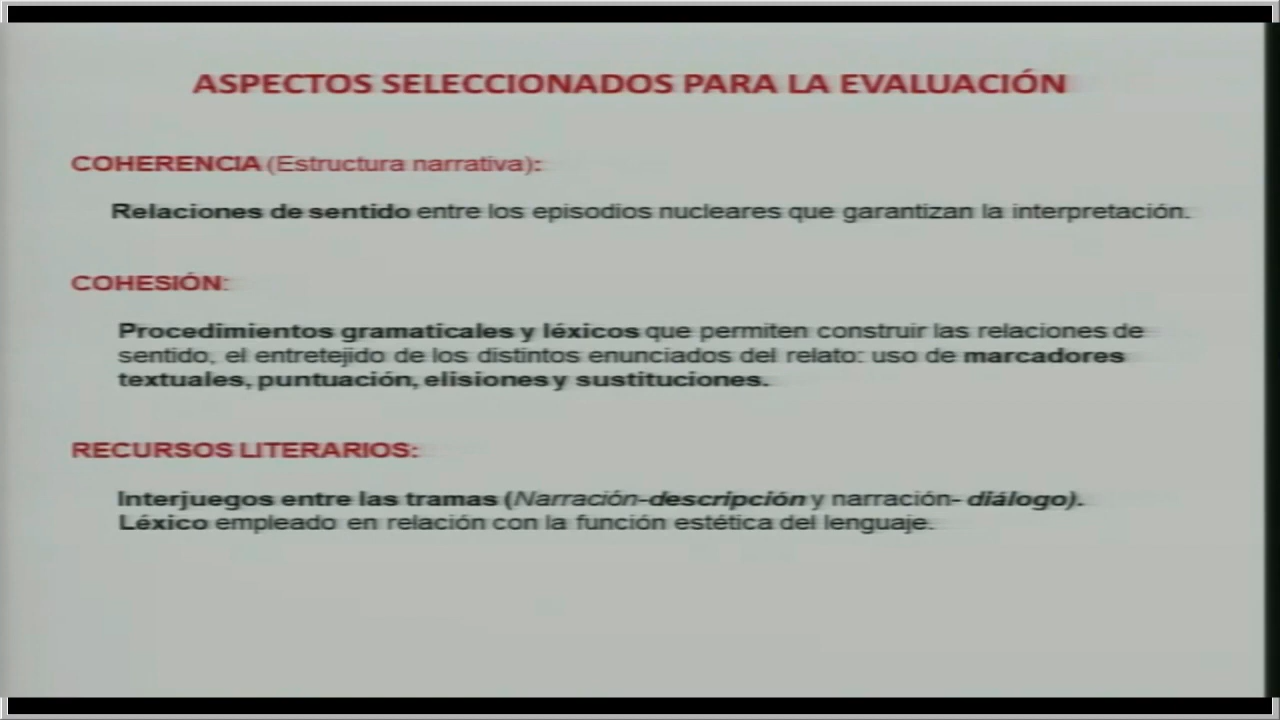 ASPECTOS SELECCIONADOS PARA LA EVALUACIÓN
COHERENCIA (Estructura narrativa):
Relaciones de sentido entre los episodios nucleares que garantizan la interpretación.
COHESIÓN:
Procedimientos gramaticales y léxicos que permiten construir las relaciones de
sentido, el entretejido de los distintos enunciados del relato: uso de marcadores
textuales, puntuación, elisiones y sustituciones.
RECURSOS LITERARIOS:
Interjuegos entre las tramas (Narración-descripción y narración- diálogo).
Léxico empleado en relación con la función estética del lenguaje.